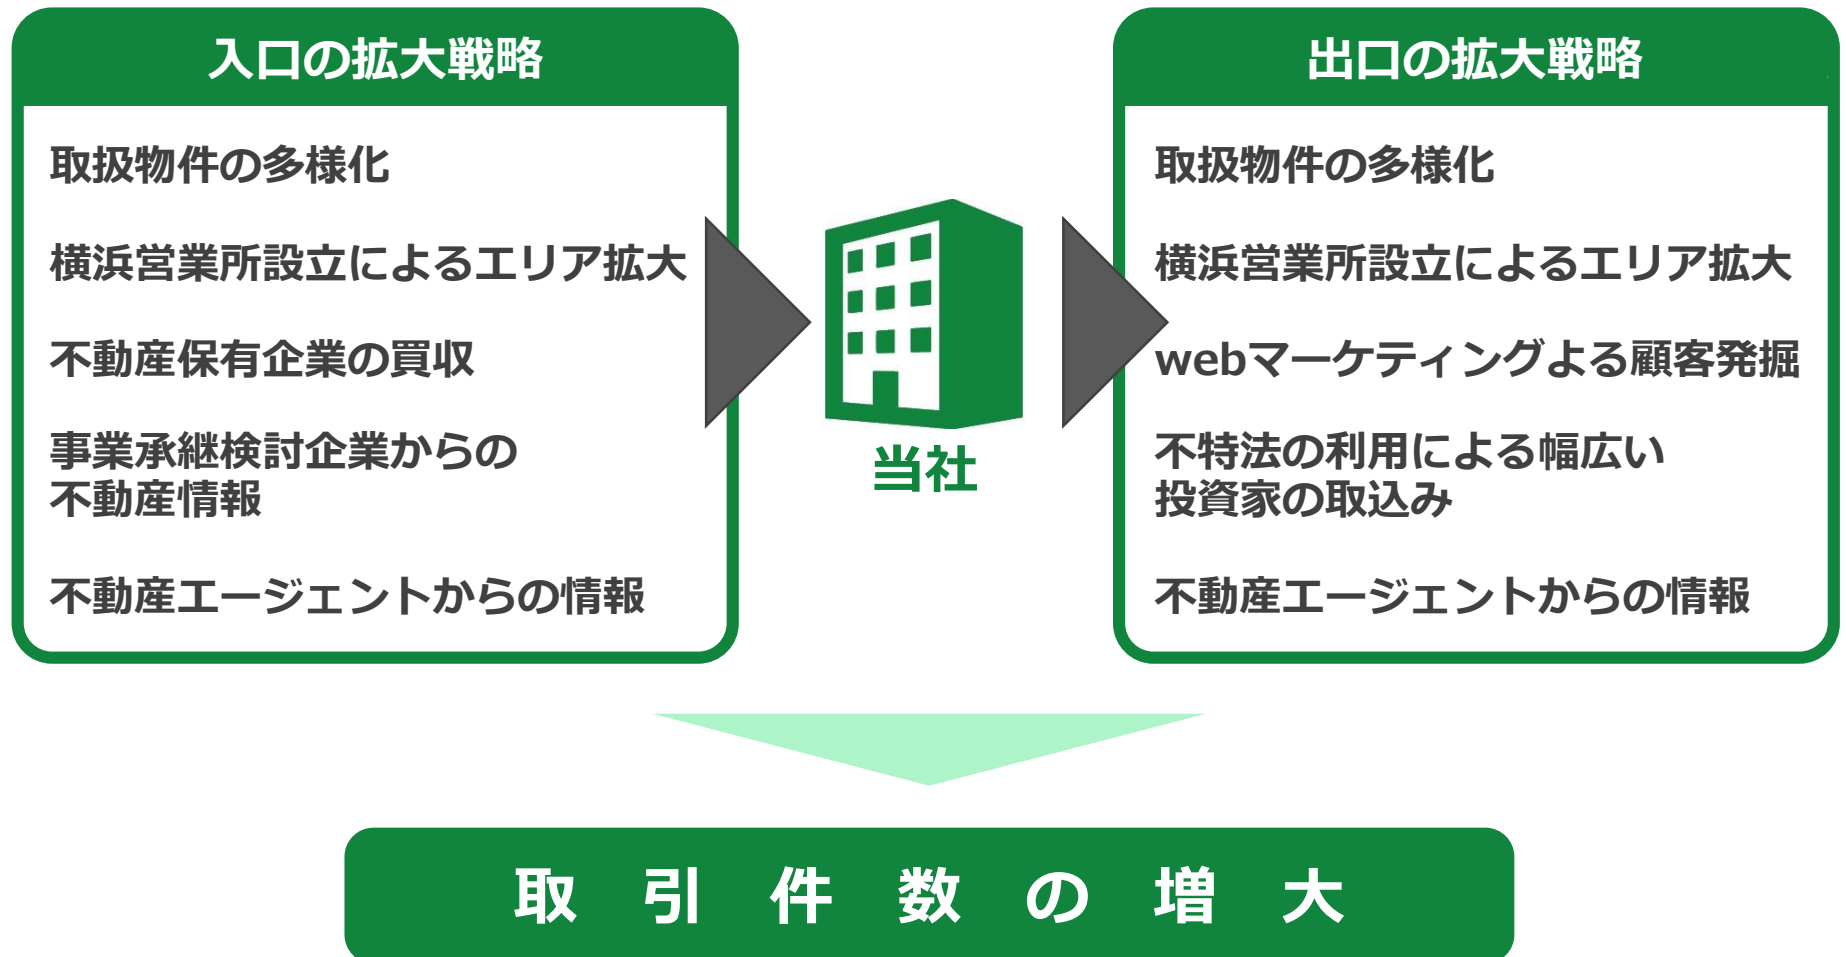 入口の拡大戦略
取扱物件の多様化
横浜営業所設立によるエリア拡大
不動産保有企業の買収
事業承継検討企業からの
不動産情報
不動産エージェントからの情報
当社
出口の拡大戦略
取扱物件の多様化
横浜営業所設立によるエリア拡大
webマーケティングよる顧客発掘
不特法の利用による幅広い
投資家の取込み
不動産エージェントからの情報
取引件数の増大